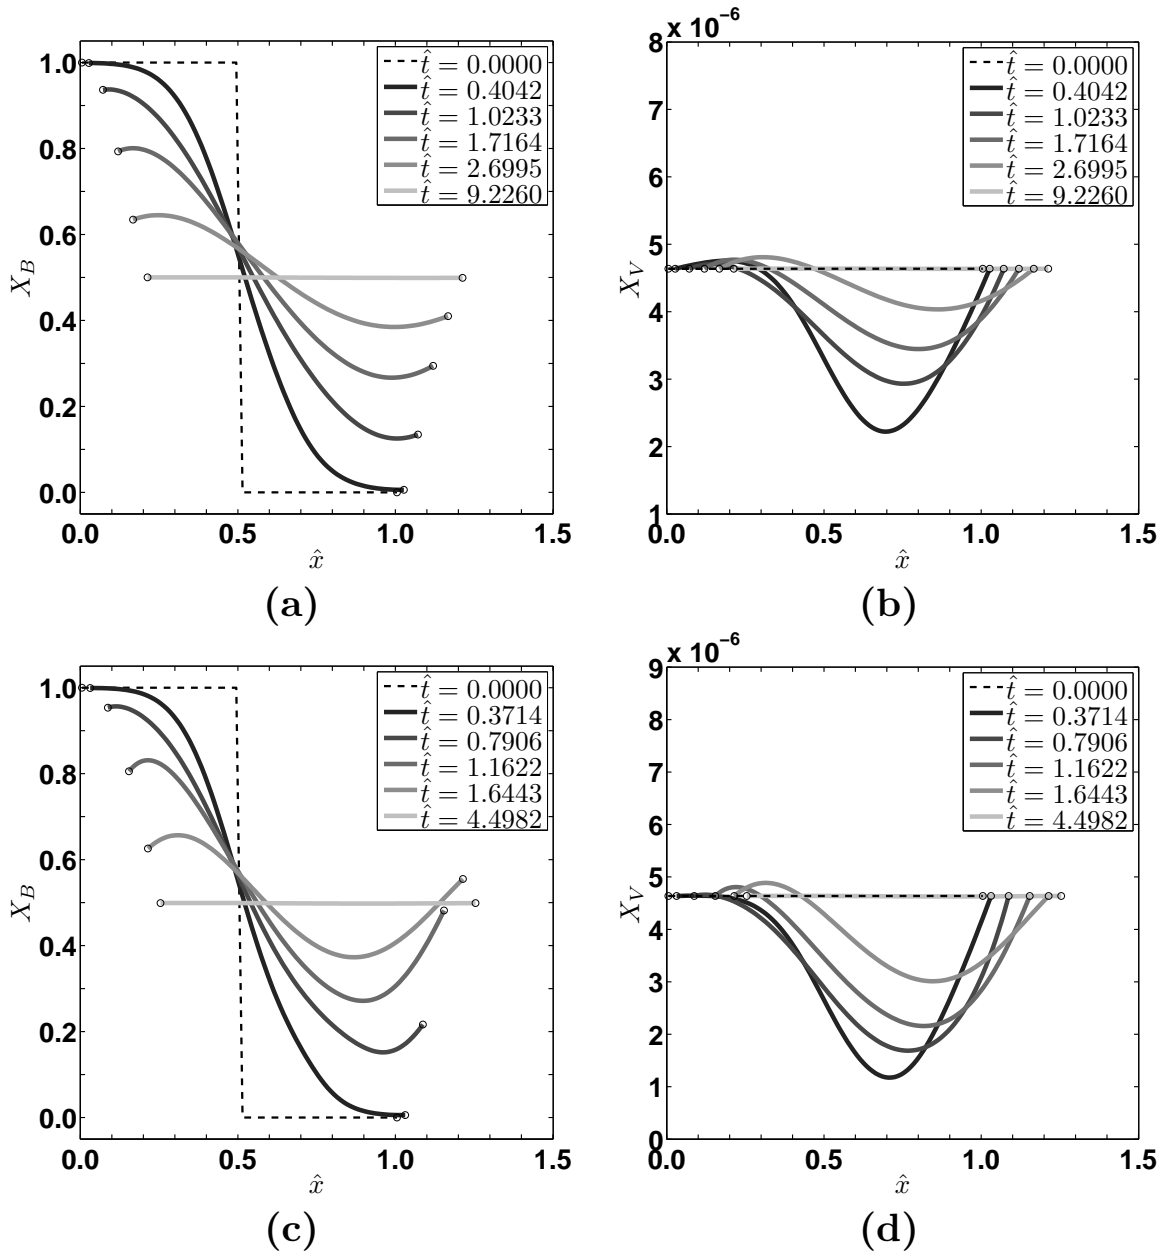 1.0
0.8
0.6
0.4
0.2
0.0
X_B
t̂ = 0.0000
t̂ = 0.4042
t̂ = 1.0233
t̂ = 1.7164
t̂ = 2.6995
t̂ = 9.2260
0.0 0.5 1.0 1.5
x̂
(a)
x 10⁻⁶
8
7
6
5
4
3
2
1
X_V
t̂ = 0.0000
t̂ = 0.4042
t̂ = 1.0233
t̂ = 1.7164
t̂ = 2.6995
t̂ = 9.2260
0.0 0.5 1.0 1.5
x̂
(b)
1.0
0.8
0.6
0.4
0.2
0.0
X_B
t̂ = 0.0000
t̂ = 0.3714
t̂ = 0.7906
t̂ = 1.1622
t̂ = 1.6443
t̂ = 4.4982
0.0 0.5 1.0 1.5
x̂
(c)
x 10⁻⁶
9
8
7
6
5
4
3
2
1
0
X_V
t̂ = 0.0000
t̂ = 0.3714
t̂ = 0.7906
t̂ = 1.1622
t̂ = 1.6443
t̂ = 4.4982
0.0 0.5 1.0 1.5
x̂
(d)